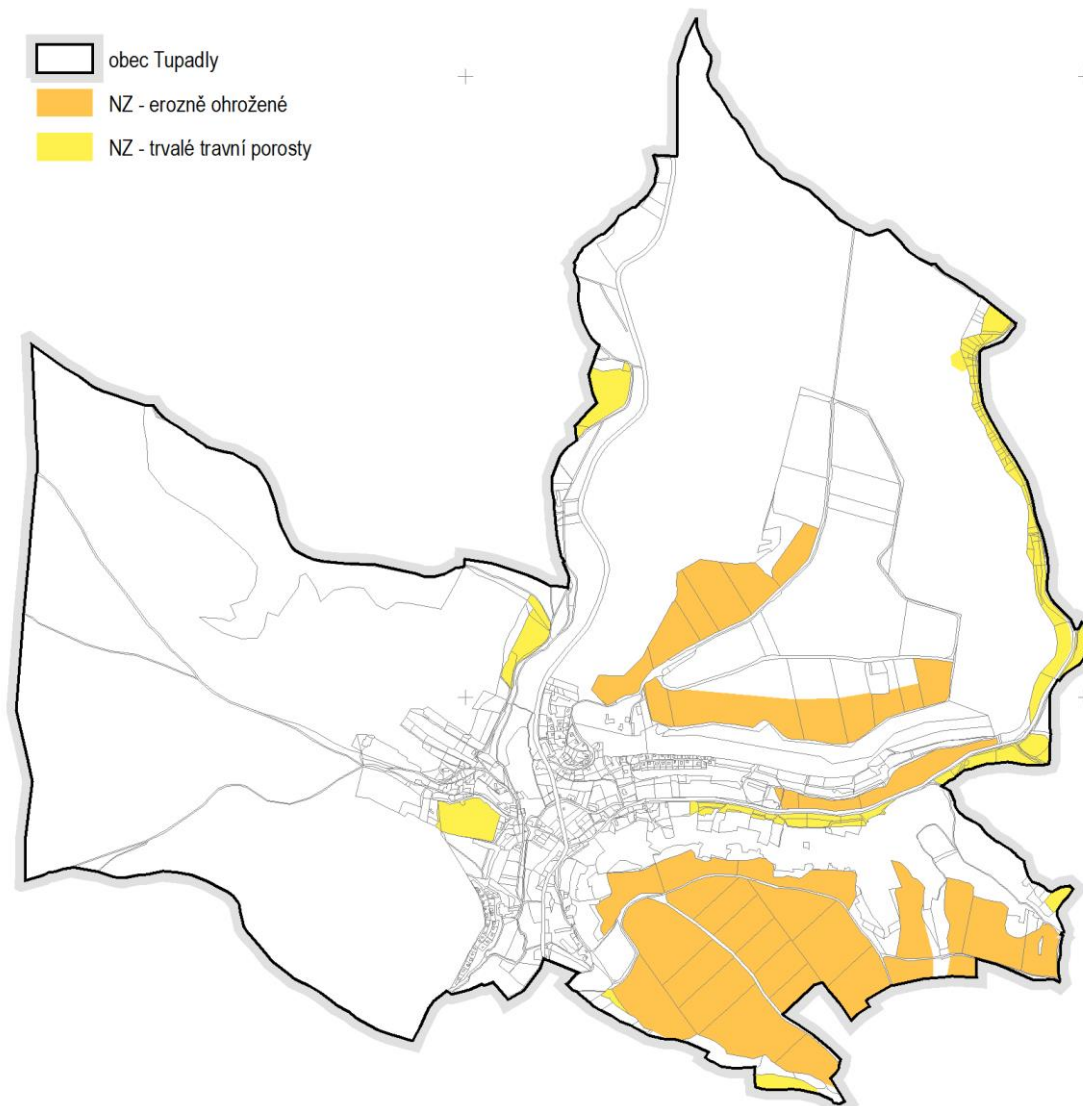 obec Tupadly
NZ - erozně ohrožené
NZ - trvalé travní porosty